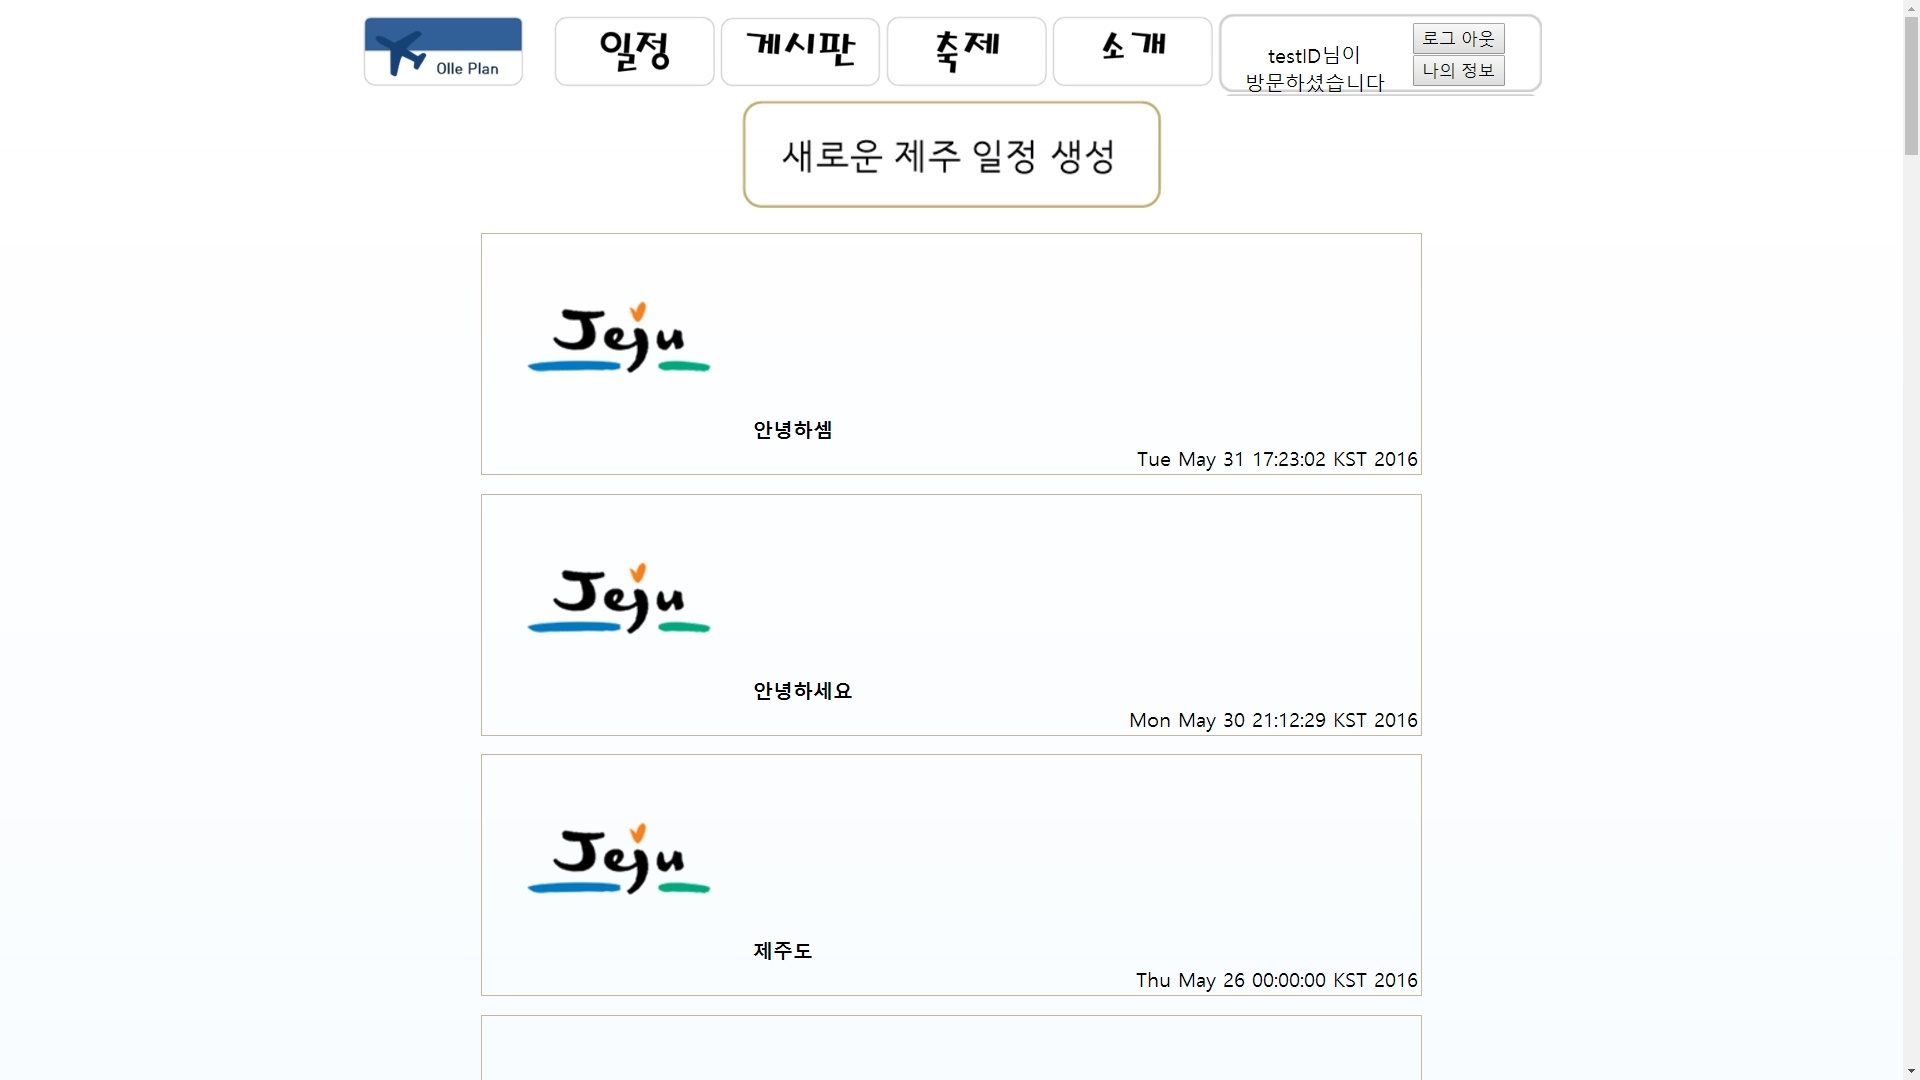 Olle Plan
일정
게시판
축제
소개
testID님이
방문하셨습니다
로그 아웃
나의 정보
새로운 제주 일정 생성
Jeju
안녕하셈
Tue May 31 17:23:02 KST 2016
Jeju
안녕하세요
Mon May 30 21:12:29 KST 2016
Jeju
제주도
Thu May 26 00:00:00 KST 2016